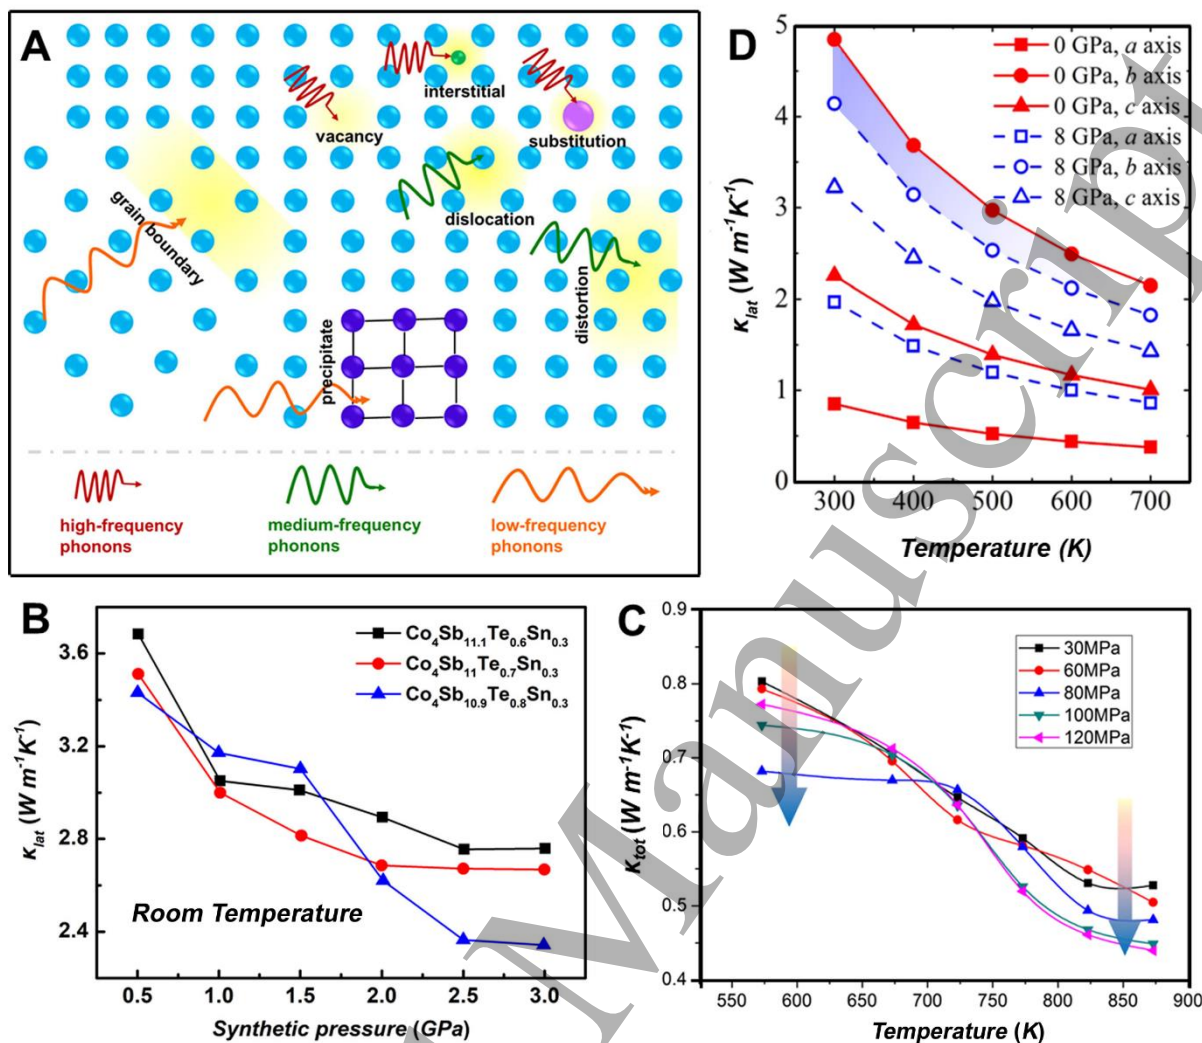 A
interstitial
vacancy
substitution
grain boundary
dislocation
distortion
precipitate
high-frequency
phonons
medium-frequency
phonons
low-frequency
phonons
D
5
4
3
2
1
0
κlat (W m-1K-1)
0 GPa, a axis
0 GPa, b axis
0 GPa, c axis
8 GPa, a axis
8 GPa, b axis
8 GPa, c axis
300 400 500 600 700
Temperature (K)
B
3.6
3.2
2.8
2.4
κlat (W m-1K-1)
Co4Sb11.1Te0.6Sn0.3
Co4Sb11Te0.7Sn0.3
Co4Sb10.9Te0.8Sn0.3
Room Temperature
0.5 1.0 1.5 2.0 2.5 3.0
Synthetic pressure (GPa)
C
0.9
0.8
0.7
0.6
0.5
0.4
Ktot (W m-1K-1)
30MPa
60MPa
80MPa
100MPa
120MPa
550 600 650 700 750 800 850 900
Temperature (K)
Manuscript